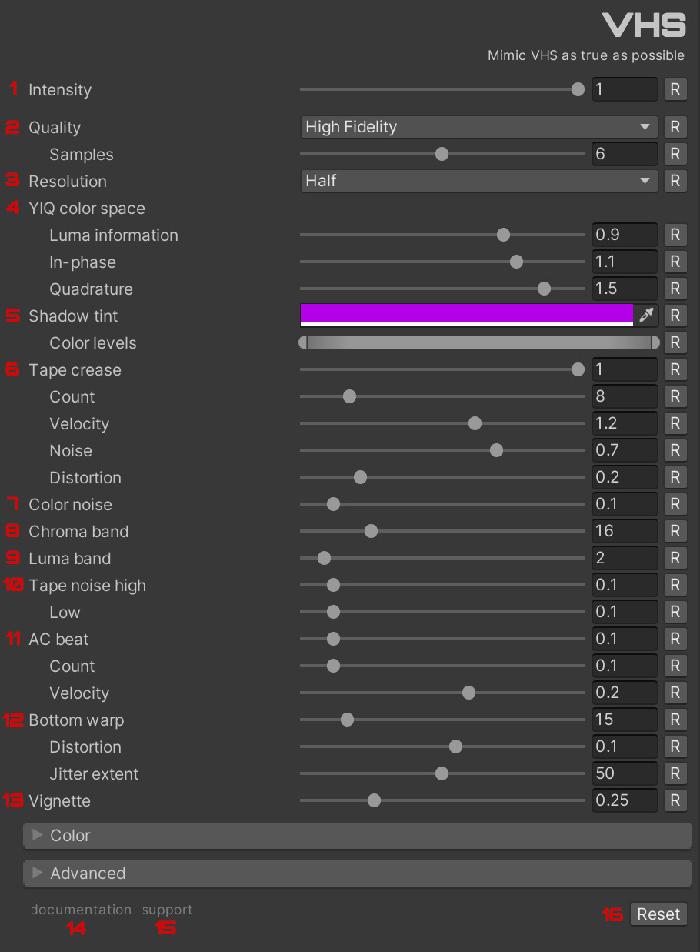 VHS
Mimic VHS as true as possible
1 Intensity 1 R
2 Quality High Fidelity R
Samples 6 R
3 Resolution Half R
4 YIQ color space
Luma information 0.9 R
In-phase 1.1 R
Quadrature 1.5 R
5 Shadow tint R
Color levels R
6 Tape crease 1 R
Count 8 R
Velocity 1.2 R
Noise 0.7 R
Distortion 0.2 R
7 Color noise 0.1 R
8 Chroma band 16 R
9 Luma band 2 R
10 Tape noise high 0.1 R
Low 0.1 R
11 AC beat 0.1 R
Count 0.1 R
Velocity 0.2 R
12 Bottom warp 15 R
Distortion 0.1 R
Jitter extent 50 R
13 Vignette 0.25 R
Color
Advanced
documentation support 16 Reset
14 15